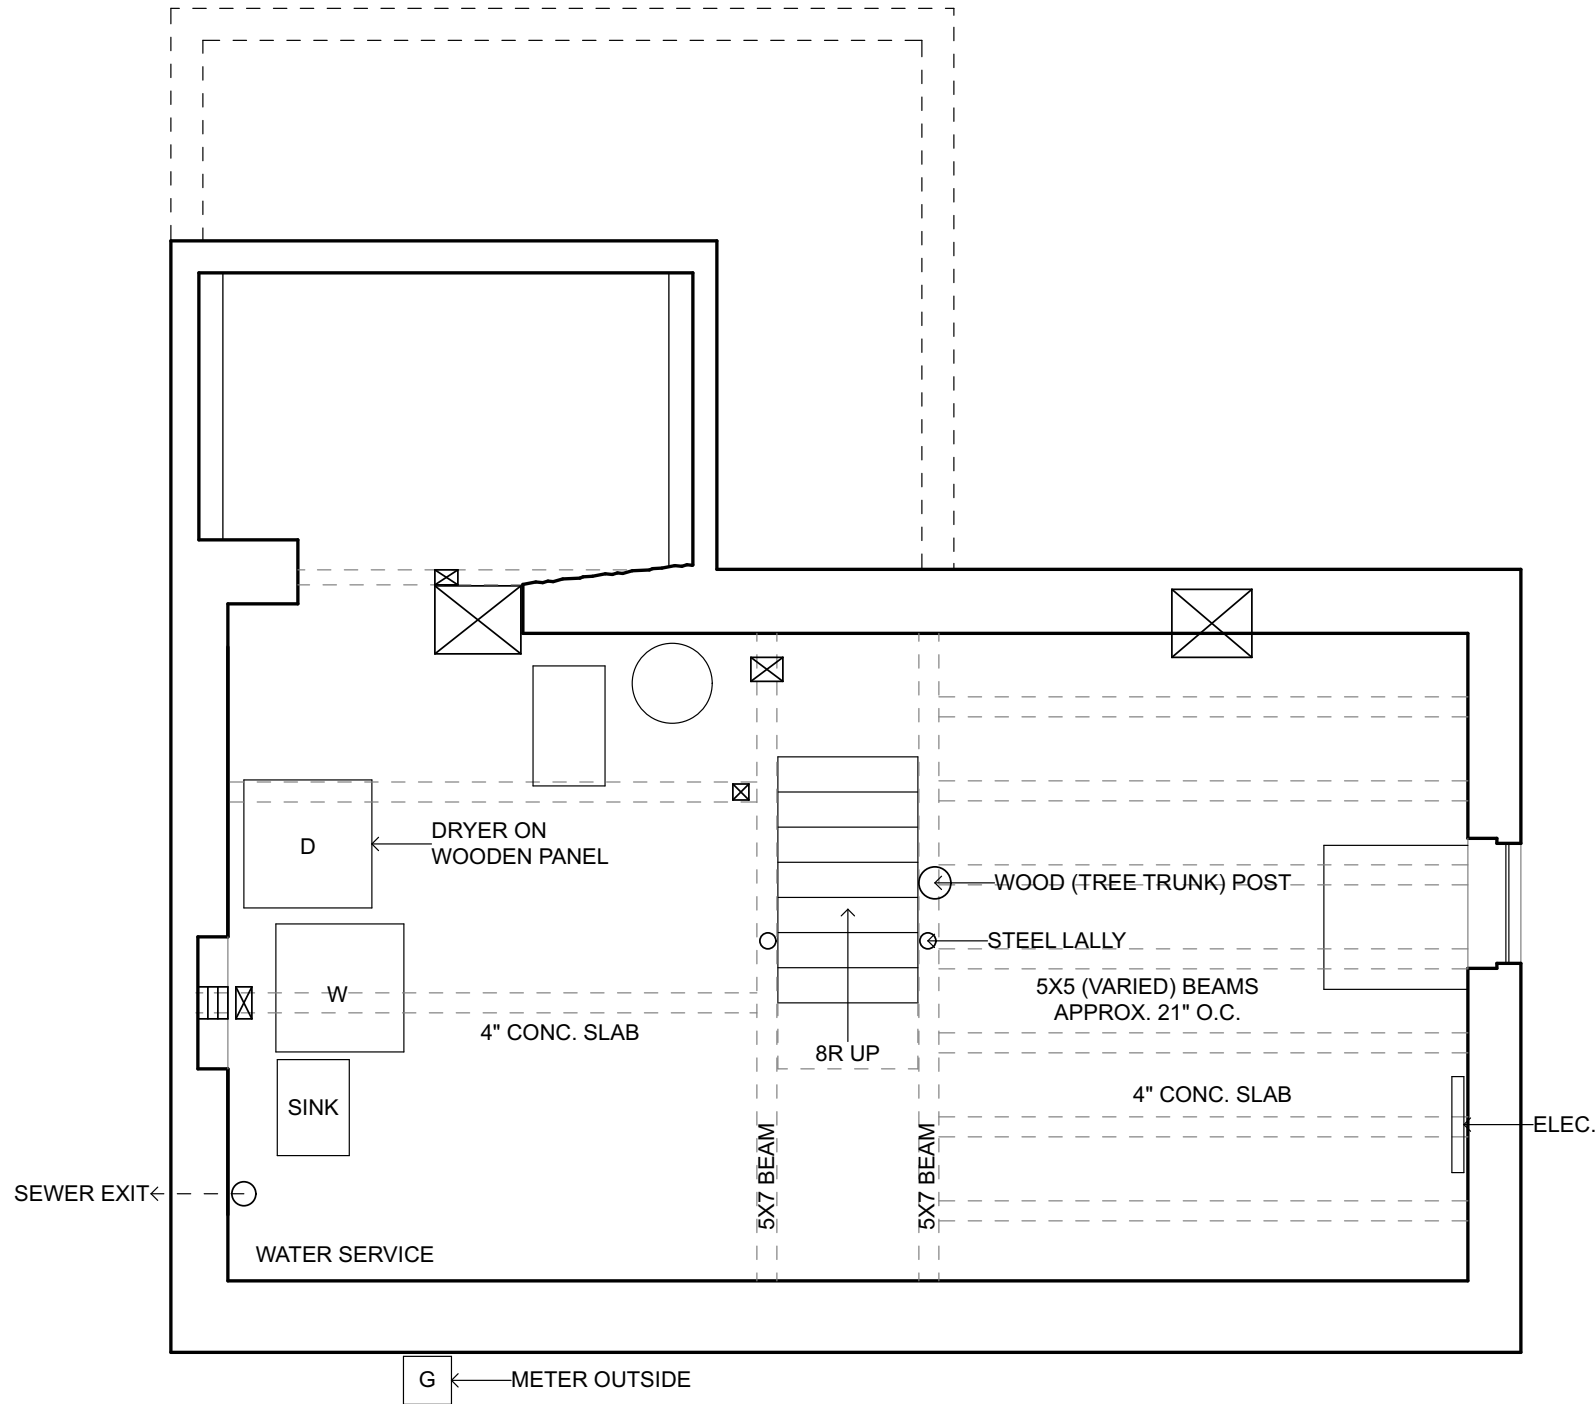 DRYER ON
WOODEN PANEL
D
WOOD (TREE TRUNK) POST
STEEL LALLY
W
5X5 (VARIED) BEAMS
APPROX. 21" O.C.
4" CONC. SLAB
8R UP
SINK
4" CONC. SLAB
ELEC.
5X7 BEAM
5X7 BEAM
SEWER EXIT
WATER SERVICE
G
METER OUTSIDE